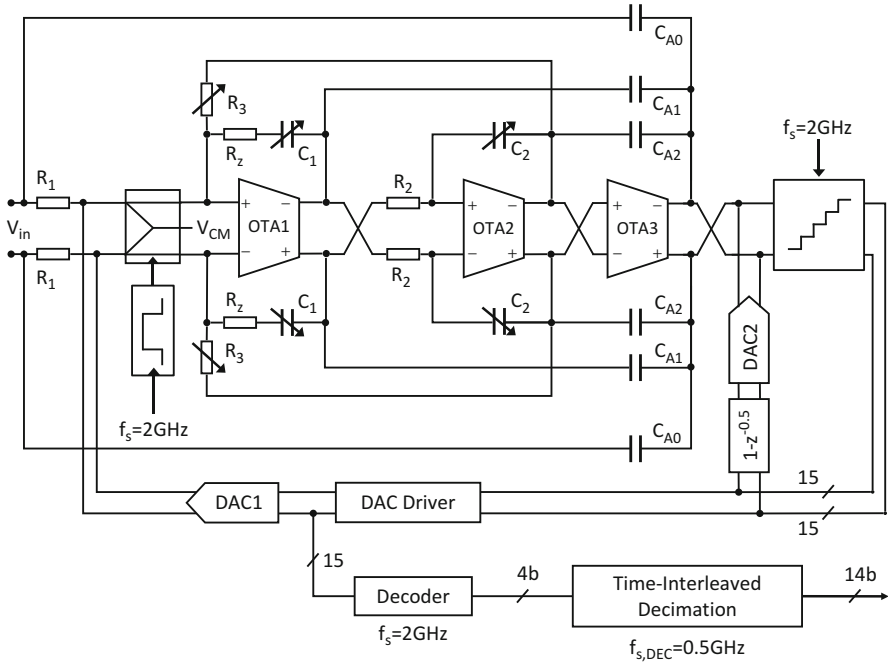 C_A0
C_A1
R_3
f_s=2GHz
R_z
C_1
C_2
C_A2
R_1
R_2
+ −
+ −
+ −
V_in
V_CM
OTA1
OTA2
OTA3
− +
− +
− +
R_1
R_2
R_z
C_1
C_2
C_A2
R_3
C_A1
DAC2
f_s=2GHz
C_A0
1-z^-0.5
15
DAC1
DAC Driver
15
15
4b
14b
Decoder
Time-Interleaved
Decimation
f_s=2GHz
f_s,DEC=0.5GHz